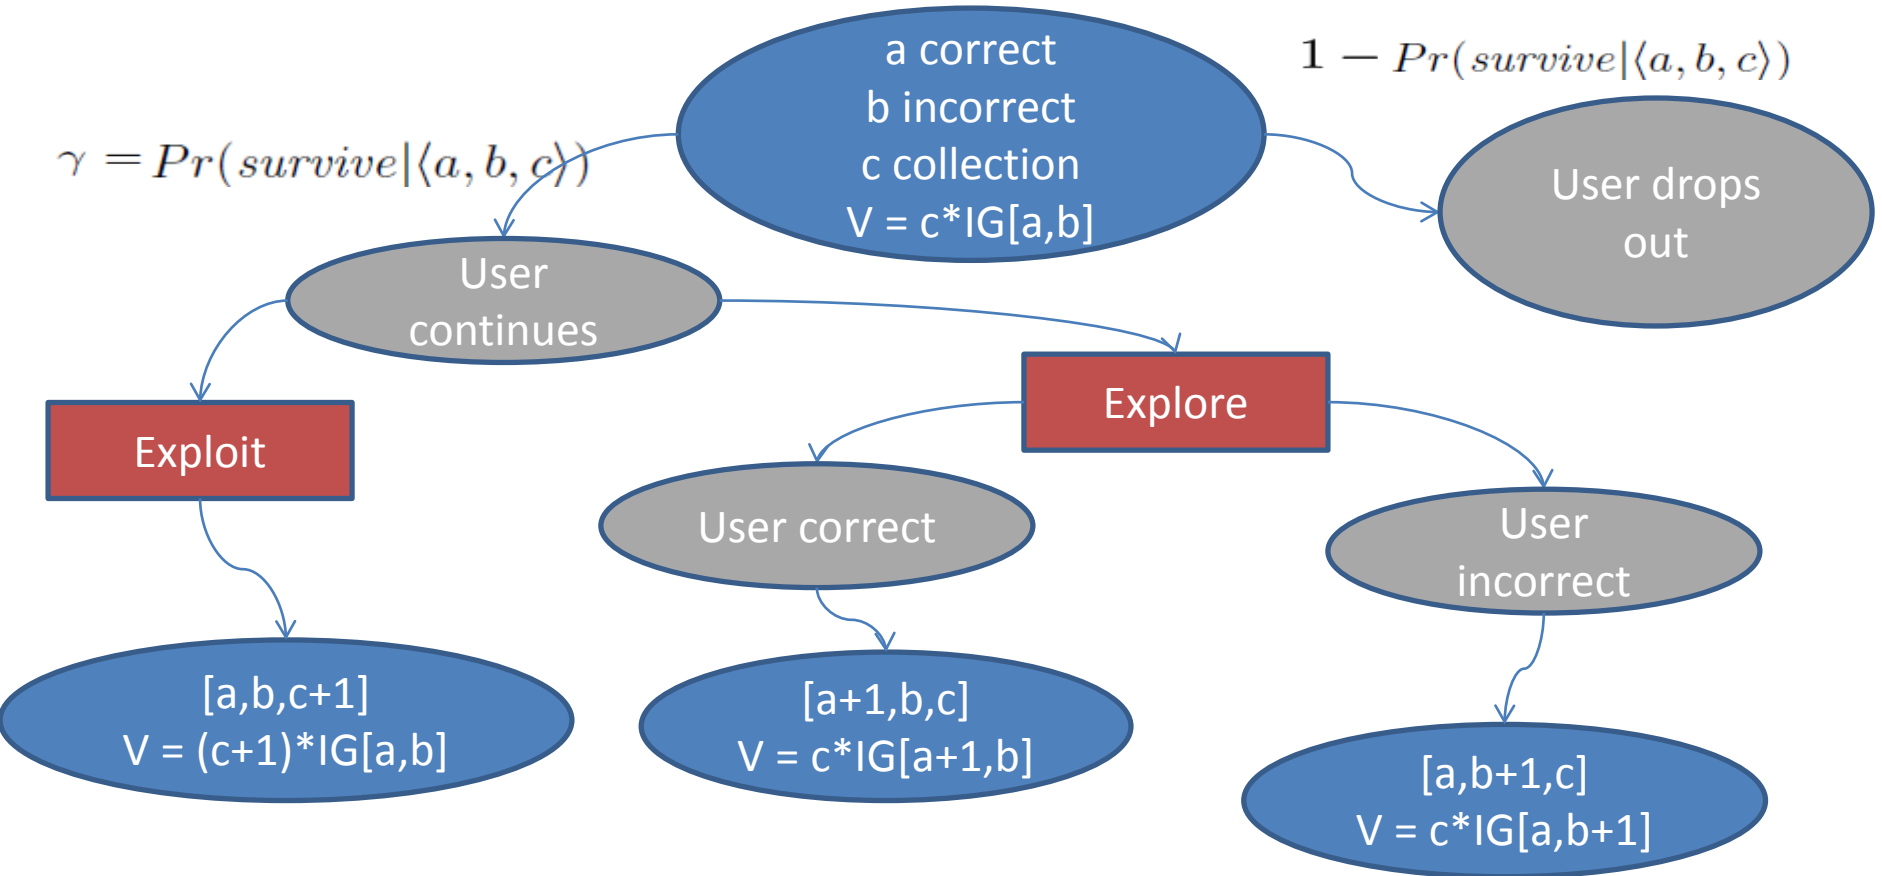 a correct
b incorrect
c collection
V = c*IG[a,b]
1 − Pr(survive|⟨a, b, c⟩)
γ = Pr(survive|⟨a, b, c⟩)
User drops
out
User
continues
Exploit
Explore
User correct
User
incorrect
[a,b,c+1]
V = (c+1)*IG[a,b]
[a+1,b,c]
V = c*IG[a+1,b]
[a,b+1,c]
V = c*IG[a,b+1]